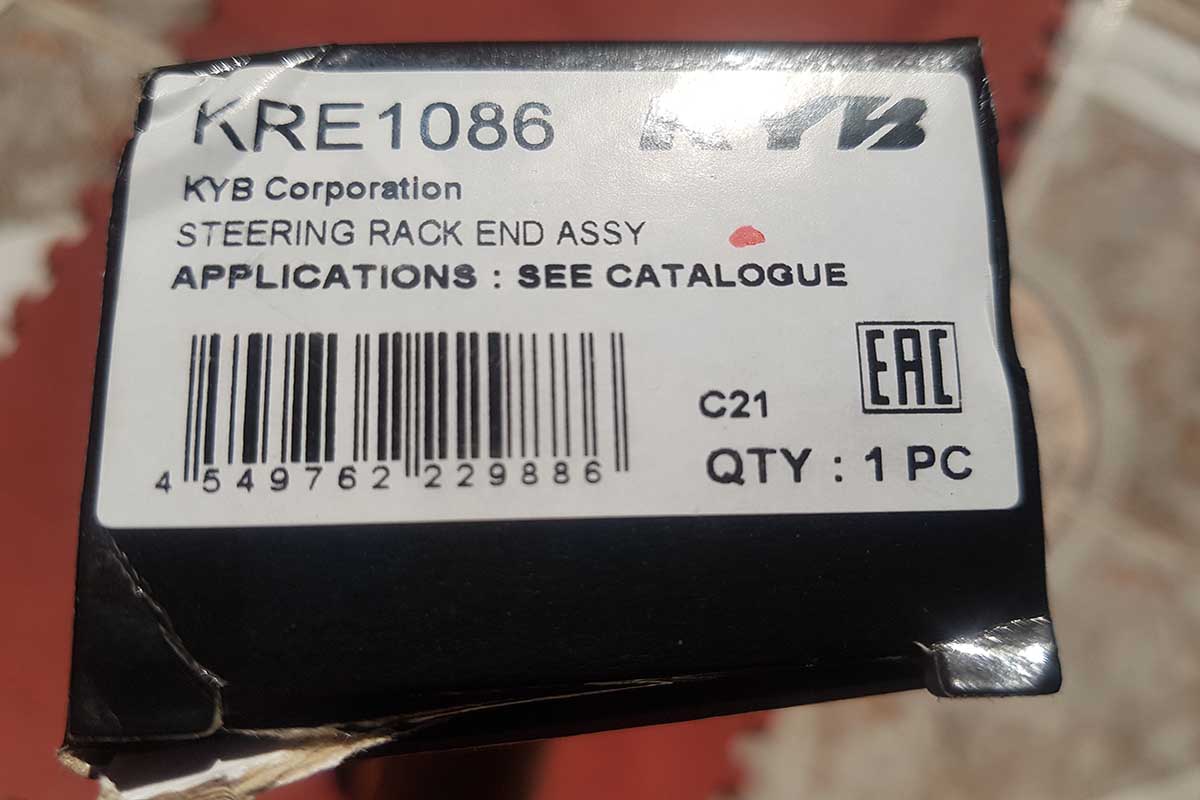 KRE1086 KYB
KYB Corporation
STEERING RACK END ASSY
APPLICATIONS : SEE CATALOGUE
EAC
C21
4 549762 229886
QTY : 1 PC